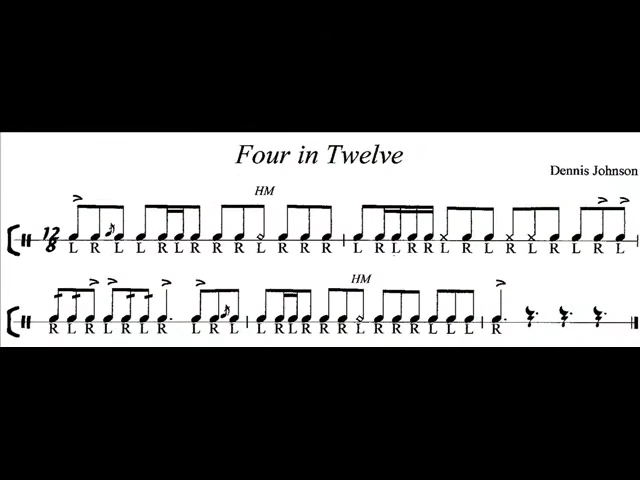 Four in Twelve
Dennis Johnson
HM
12
8
L R L L R L R L R R L R R R L R L R R L R L R L R L R L
HM
R L R L R L R L R L L R L R R R L R R L L L R